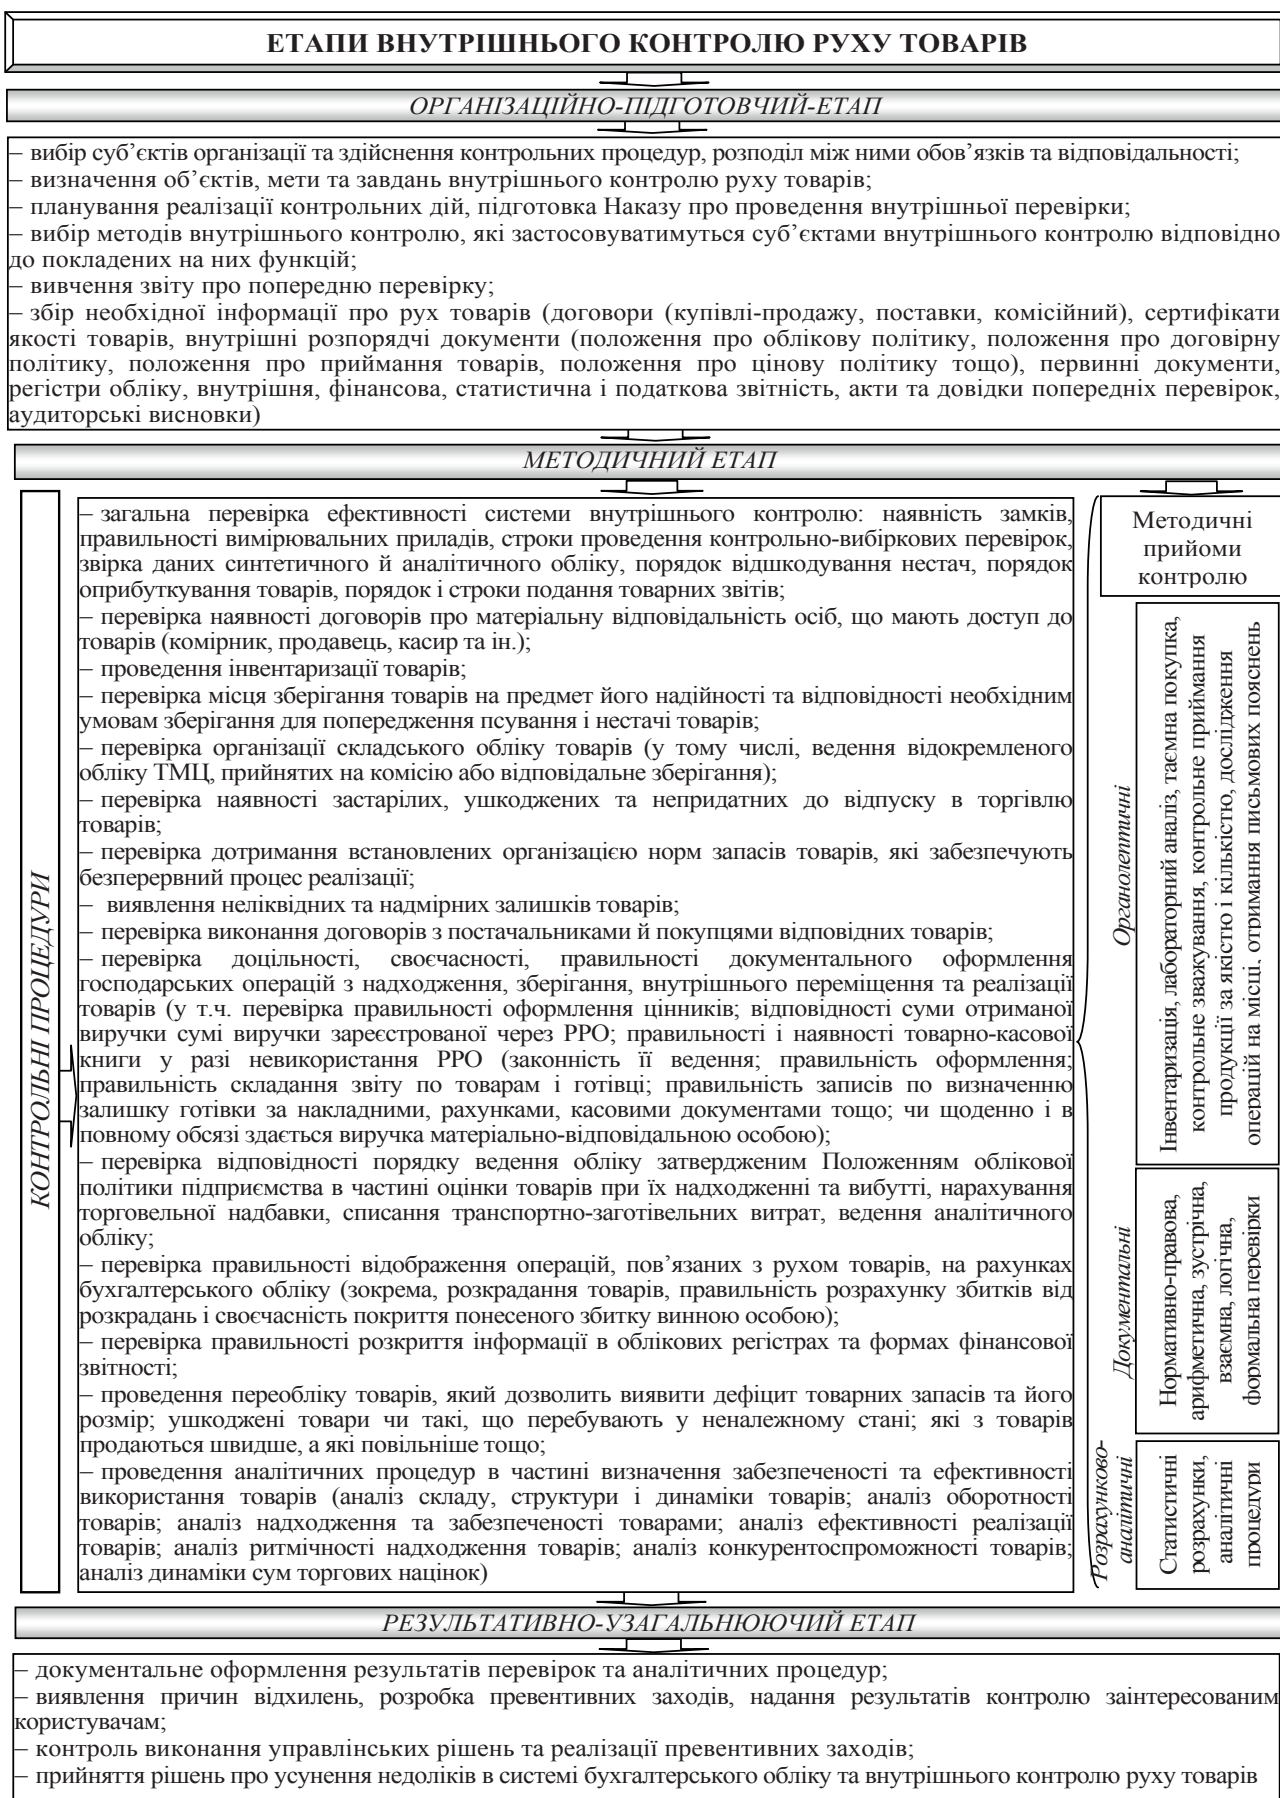 ЕТАПИ ВНУТРІШНЬОГО КОНТРОЛЮ РУХУ ТОВАРІВ
ОРГАНІЗАЦІЙНО-ПІДГОТОВЧИЙ-ЕТАП
– вибір суб’єктів організації та здійснення контрольних процедур, розподіл між ними обов’язків та відповідальності;
– визначення об’єктів, мети та завдань внутрішнього контролю руху товарів;
– планування реалізації контрольних дій, підготовка Наказу про проведення внутрішньої перевірки;
– вибір методів внутрішнього контролю, які застосовуватимуться суб’єктами внутрішнього контролю відповідно
до покладених на них функцій;
– вивчення звіту про попередню перевірку;
– збір необхідної інформації про рух товарів (договори (купівлі-продажу, поставки, комісійний), сертифікати
якості товарів, внутрішні розпорядчі документи (положення про облікову політику, положення про договірну
політику, положення про приймання товарів, положення про цінову політику тощо), первинні документи,
регістри обліку, внутрішня, фінансова, статистична і податкова звітність, акти та довідки попередніх перевірок,
аудиторські висновки)
МЕТОДИЧНИЙ ЕТАП
КОНТРОЛЬНІ ПРОЦЕДУРИ
– загальна перевірка ефективності системи внутрішнього контролю: наявність замків,
правильності вимірювальних приладів, строки проведення контрольно-вибіркових перевірок,
звірка даних синтетичного й аналітичного обліку, порядок відшкодування нестач, порядок
оприбуткування товарів, порядок і строки подання товарних звітів;
– перевірка наявності договорів про матеріальну відповідальність осіб, що мають доступ до
товарів (комірник, продавець, касир та ін.);
– проведення інвентаризації товарів;
– перевірка місця зберігання товарів на предмет його надійності та відповідності необхідним
умовам зберігання для попередження псування і нестачі товарів;
– перевірка організації складського обліку товарів (у тому числі, ведення відокремленого
обліку ТМЦ, прийнятих на комісію або відповідальне зберігання);
– перевірка наявності застарілих, ушкоджених та непридатних до відпуску в торгівлю
товарів;
– перевірка дотримання встановлених організацією норм запасів товарів, які забезпечують
безперервний процес реалізації;
– виявлення неліквідних та надмірних залишків товарів;
– перевірка виконання договорів з постачальниками й покупцями відповідних товарів;
– перевірка доцільності, своєчасності, правильності документального оформлення
господарських операцій з надходження, зберігання, внутрішнього переміщення та реалізації
товарів (у т.ч. перевірка правильності оформлення цінників; відповідності суми отриманої
виручки сумі виручки зареєстрованої через РРО; правильності і наявності товарно-касової
книги у разі невикористання РРО (законність її ведення; правильність оформлення;
правильність складання звіту по товарам і готівці; правильність записів по визначенню
залишку готівки за накладними, рахунками, касовими документами тощо; чи щоденно і в
повному обсязі здається виручка матеріально-відповідальною особою);
– перевірка відповідності порядку ведення обліку затвердженим Положенням облікової
політики підприємства в частині оцінки товарів при їх надходженні та вибутті, нарахування
торговельної надбавки, списання транспортно-заготівельних витрат, ведення аналітичного
обліку;
– перевірка правильності відображення операцій, пов’язаних з рухом товарів, на рахунках
бухгалтерського обліку (зокрема, розкрадання товарів, правильність розрахунку збитків від
розкрадань і своєчасність покриття понесеного збитку винною особою);
– перевірка правильності розкриття інформації в облікових регістрах та формах фінансової
звітності;
– проведення переобліку товарів, який дозволить виявити дефіцит товарних запасів та його
розмір; ушкоджені товари чи такі, що перебувають у неналежному стані; які з товарів
продаються швидше, а які повільніше тощо;
– проведення аналітичних процедур в частині визначення забезпеченості та ефективності
використання товарів (аналіз складу, структури і динаміки товарів; аналіз оборотності
товарів; аналіз надходження та забезпеченості товарами; аналіз ефективності реалізації
товарів; аналіз ритмічності надходження товарів; аналіз конкурентоспроможності товарів;
аналіз динаміки сум торгових націнок)
Методичні
прийоми
контролю
Органолептичні
Інвентаризація, лабораторний аналіз, таємна покупка,
контрольне зважування, контрольне приймання
продукції за якістю і кількістю, дослідження
операцій на місці, отримання письмових пояснень
Документальні
Нормативно-правова,
арифметична, зустрічна,
взаємна, логічна,
формальна перевірки
Розрахунково-
аналітичні
Статистичні
розрахунки,
аналітичні
процедури
РЕЗУЛЬТАТИВНО-УЗАГАЛЬНЮЮЧИЙ ЕТАП
– документальне оформлення результатів перевірок та аналітичних процедур;
– виявлення причин відхилень, розробка превентивних заходів, надання результатів контролю заінтересованим
користувачам;
– контроль виконання управлінських рішень та реалізації превентивних заходів;
– прийняття рішень про усунення недоліків в системі бухгалтерського обліку та внутрішнього контролю руху товарів